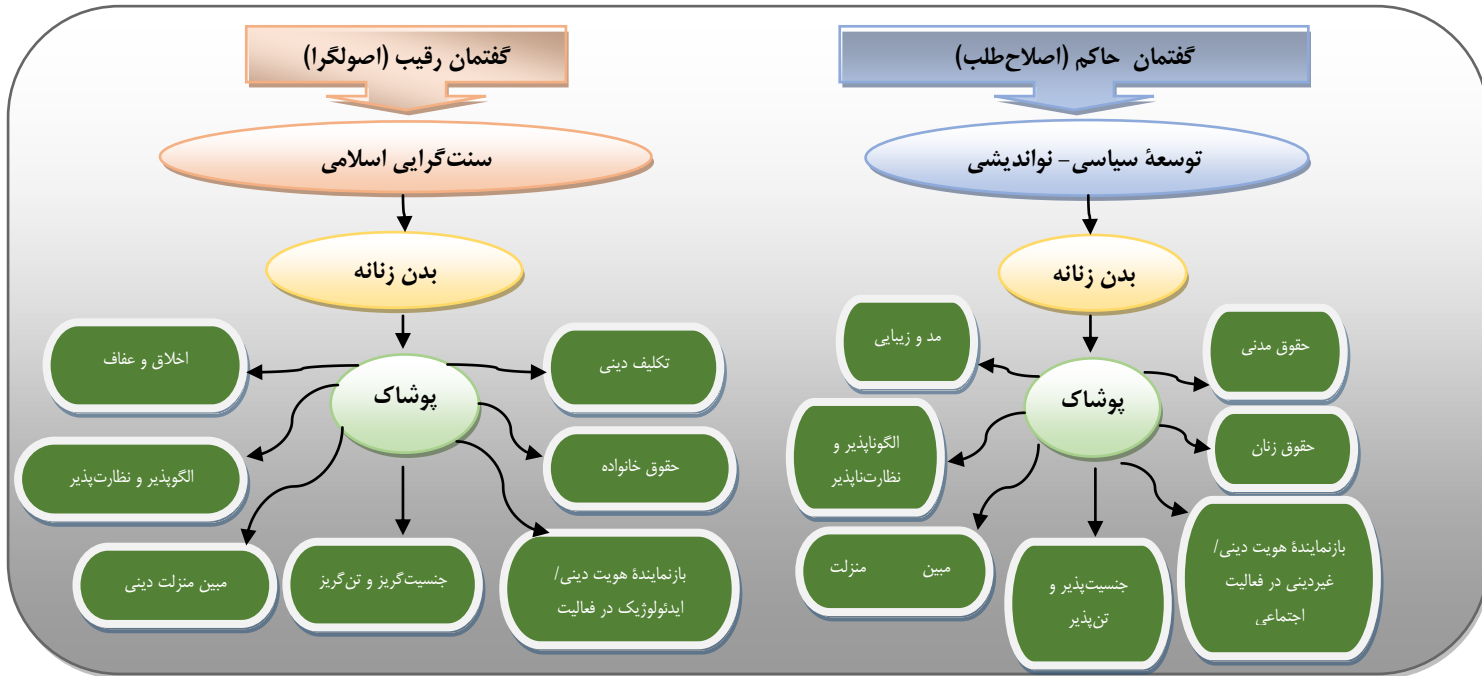 گفتمان حاکم (اصلاح‌طلب)
توسعهٔ سیاسی- نواندیشی
بدن زنانه
پوشاک
حقوق مدنی
مد و زیبایی
حقوق زنان
الگوناپذیر و
نظارت‌ناپذیر
بازنمایندهٔ هویت دینی/
غیردینی در فعالیت
اجتماعی
جنسیت‌پذیر و
تن‌پذیر
مبین منزلت
گفتمان رقیب (اصولگرا)
سنت‌گرایی اسلامی
بدن زنانه
پوشاک
تکلیف دینی
اخلاق و عفاف
حقوق خانواده
الگوپذیر و نظارت‌پذیر
بازنمایندهٔ هویت دینی/
ایدئولوژیک در فعالیت
جنسیت‌گریز و تن‌گریز
مبین منزلت دینی